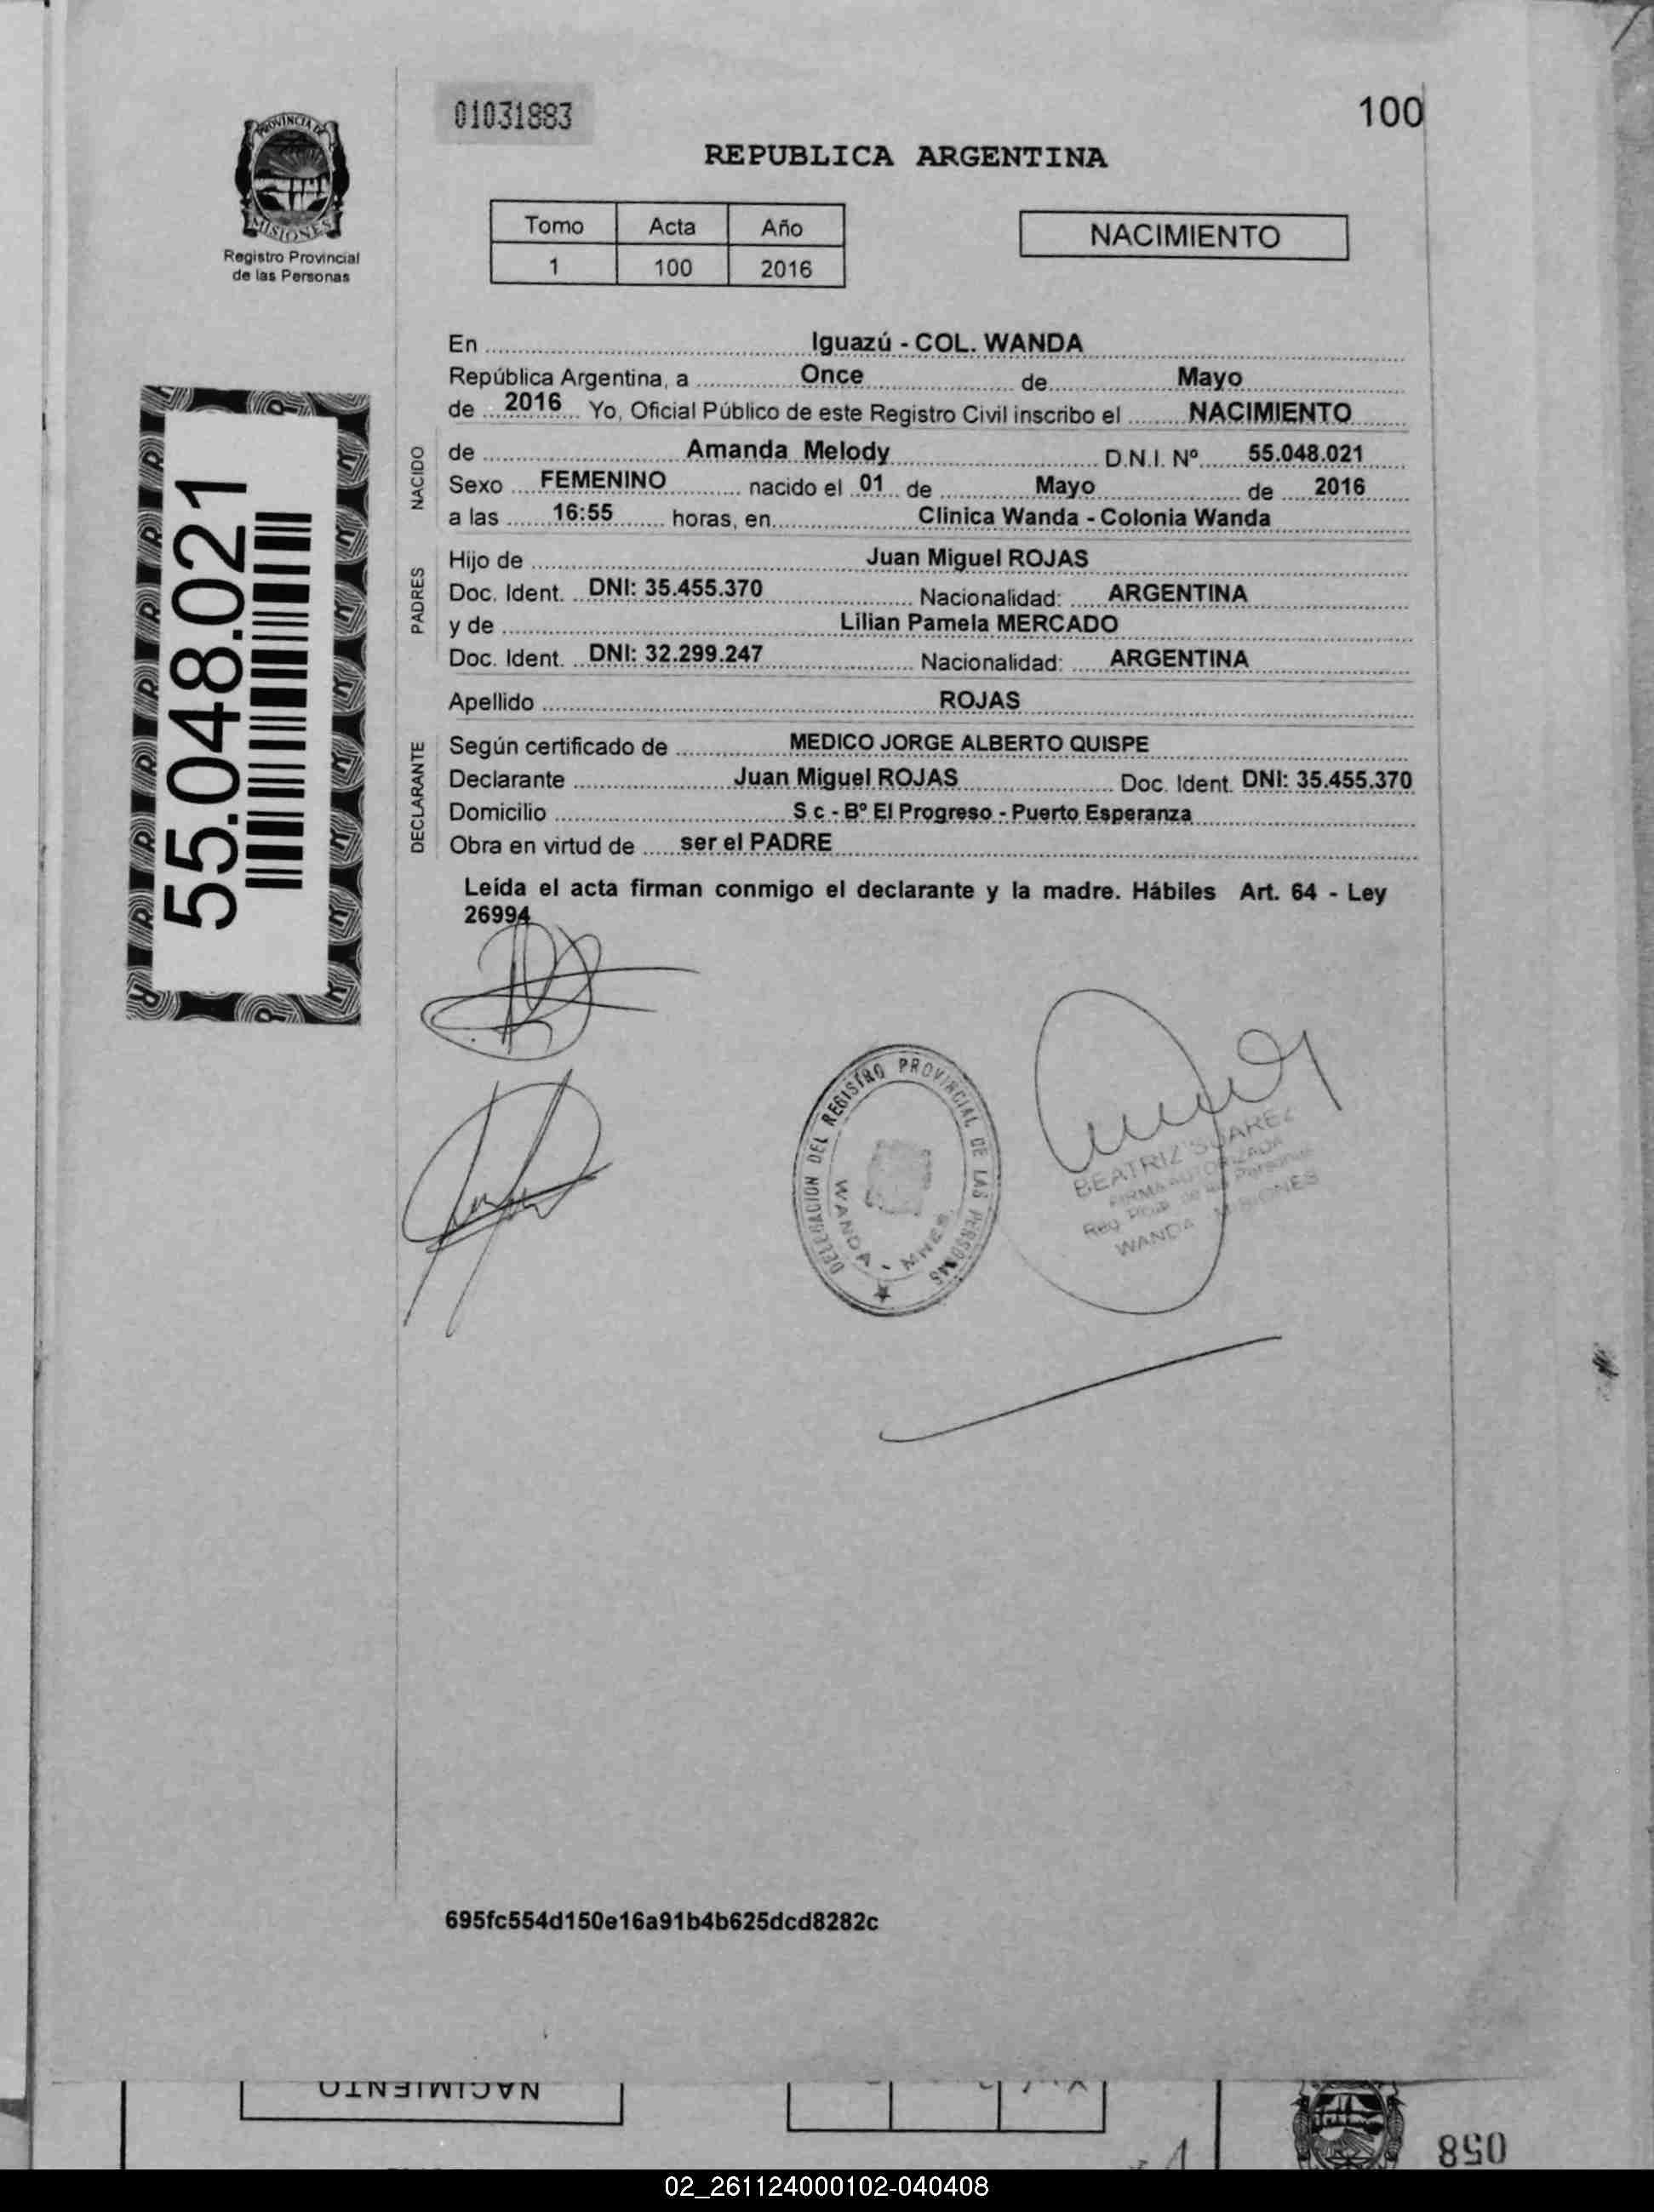 01031883
100
REPUBLICA ARGENTINA
PROVINCIA DE
MISIONES
Registro Provincial
de las Personas
Tomo Acta Año
1 100 2016
NACIMIENTO
55.048.021
En Iguazú - COL. WANDA
República Argentina, a Once de Mayo
de 2016 Yo, Oficial Público de este Registro Civil inscribo el NACIMIENTO
NACIDO
de Amanda Melody D.N.I. Nº 55.048.021
Sexo FEMENINO nacido el 01 de Mayo de 2016
a las 16:55 horas, en Clinica Wanda - Colonia Wanda
PADRES
Hijo de Juan Miguel ROJAS
Doc. Ident. DNI: 35.455.370 Nacionalidad: ARGENTINA
y de Lilian Pamela MERCADO
Doc. Ident. DNI: 32.299.247 Nacionalidad: ARGENTINA
Apellido ROJAS
DECLARANTE
Según certificado de MEDICO JORGE ALBERTO QUISPE
Declarante Juan Miguel ROJAS Doc. Ident. DNI: 35.455.370
Domicilio S c - Bº El Progreso - Puerto Esperanza
Obra en virtud de ser el PADRE
Leída el acta firman conmigo el declarante y la madre. Hábiles Art. 64 - Ley
26994
DELEGACION DEL REGISTRO PROVINCIAL DE LAS PERSONAS
WANDA - MNES.
BEATRIZ SUAREZ
FIRMA AUTORIZADA
Reg. Prov. de las Personas
WANDA MISIONES
695fc554d150e16a91b4b625dcd8282c
NACIMIENTO
058
02_261124000102-040408